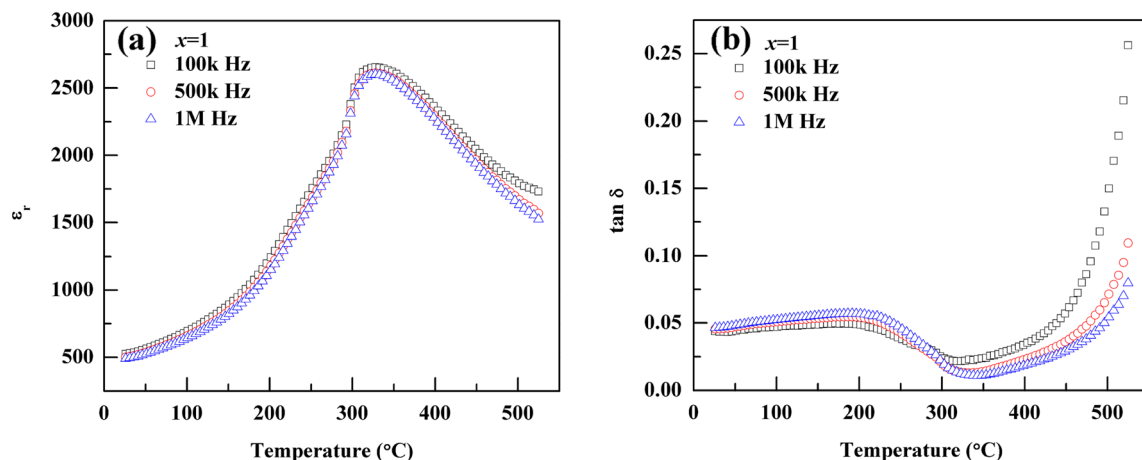 (a)
x=1
100k Hz
500k Hz
1M Hz
3000
2500
2000
1500
1000
500
εr
0 100 200 300 400 500
Temperature (°C)
(b)
x=1
100k Hz
500k Hz
1M Hz
0.25
0.20
0.15
0.10
0.05
0.00
tan δ
0 100 200 300 400 500
Temperature (°C)